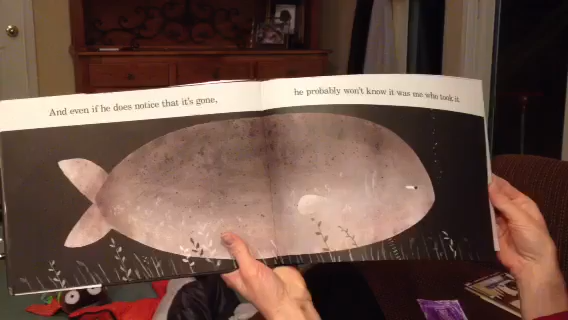 And even if he does notice that it's gone,
he probably won't know it was me who took it.